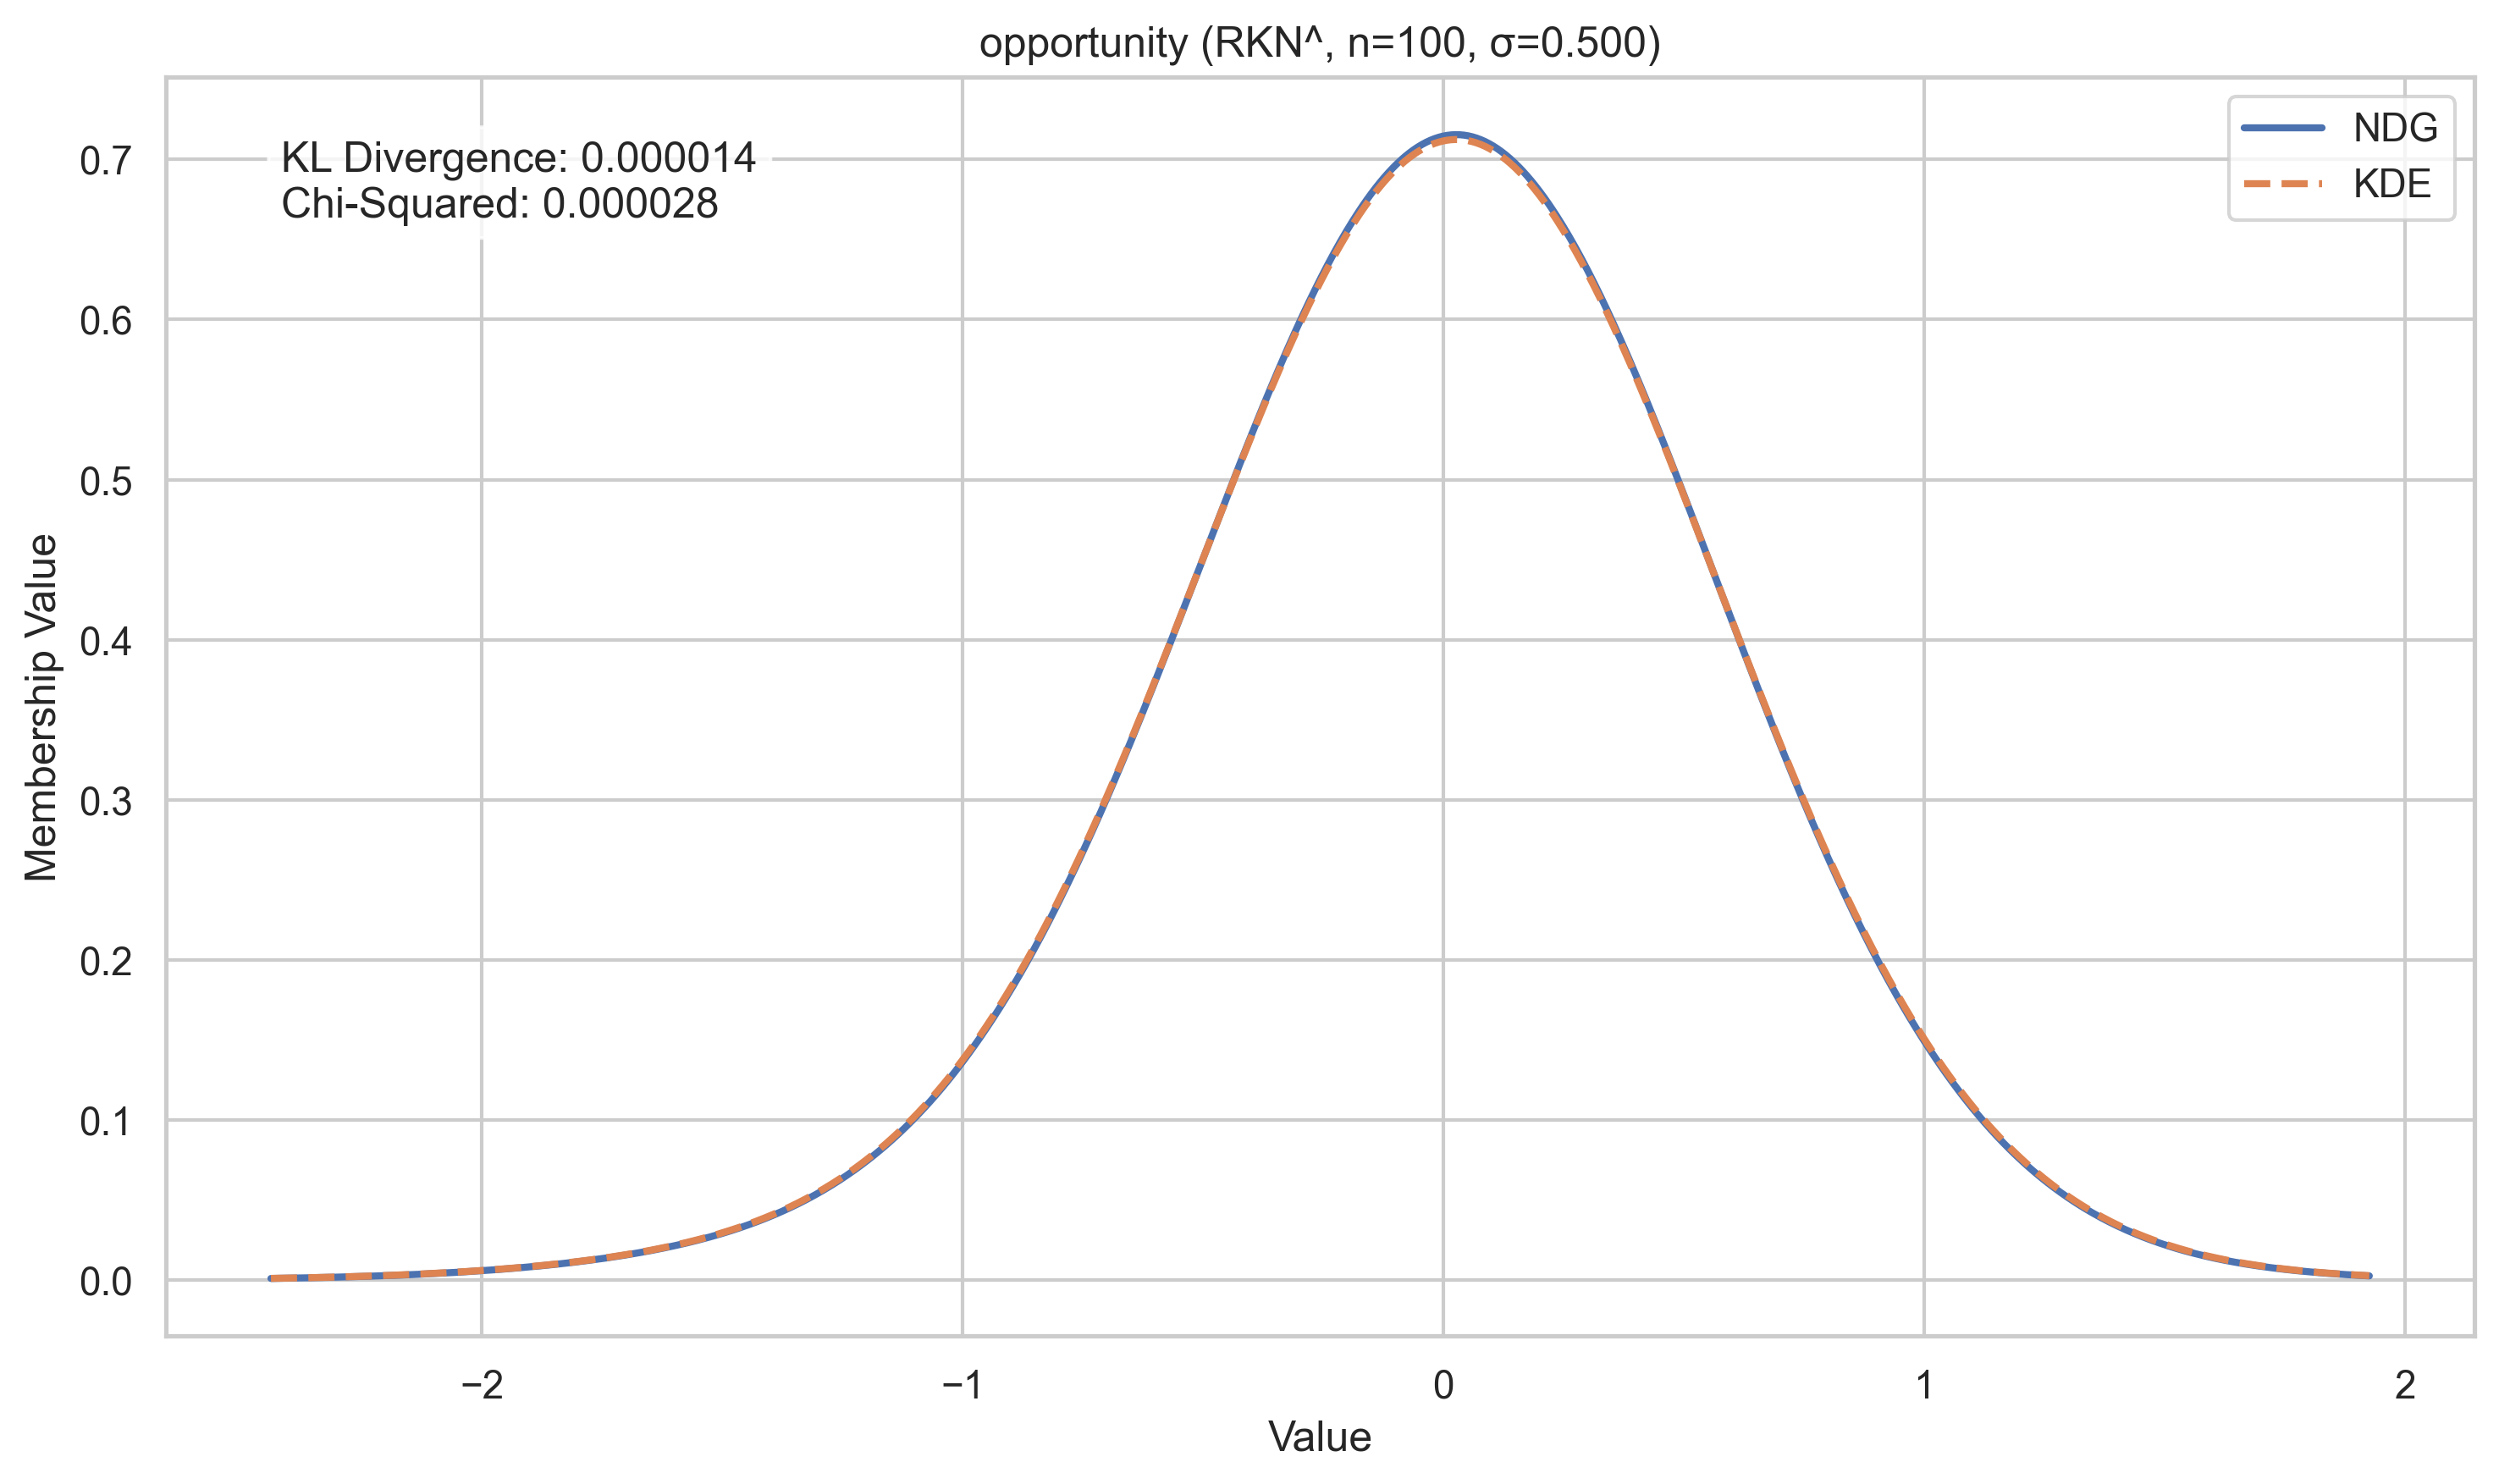 opportunity (RKN^, n=100, σ=0.500)
KL Divergence: 0.000014
Chi-Squared: 0.000028
NDG
KDE
Membership Value
0.7
0.6
0.5
0.4
0.3
0.2
0.1
0.0
−2
−1
0
1
2
Value